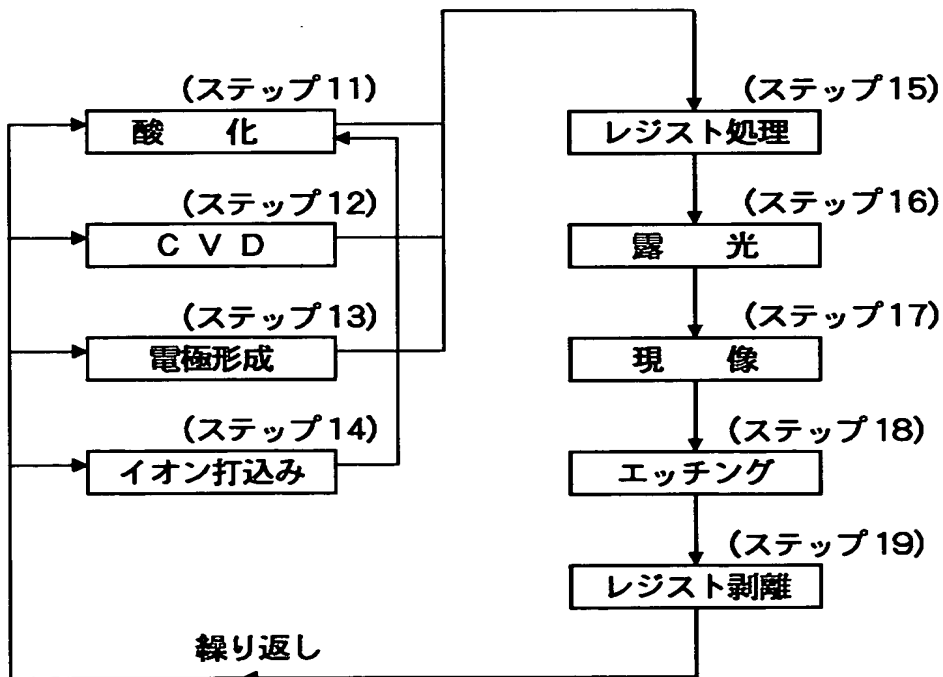 (ステップ11)
酸 化
(ステップ12)
C V D
(ステップ13)
電極形成
(ステップ14)
イオン打込み
(ステップ15)
レジスト処理
(ステップ16)
露 光
(ステップ17)
現 像
(ステップ18)
エッチング
(ステップ19)
レジスト剥離
繰り返し